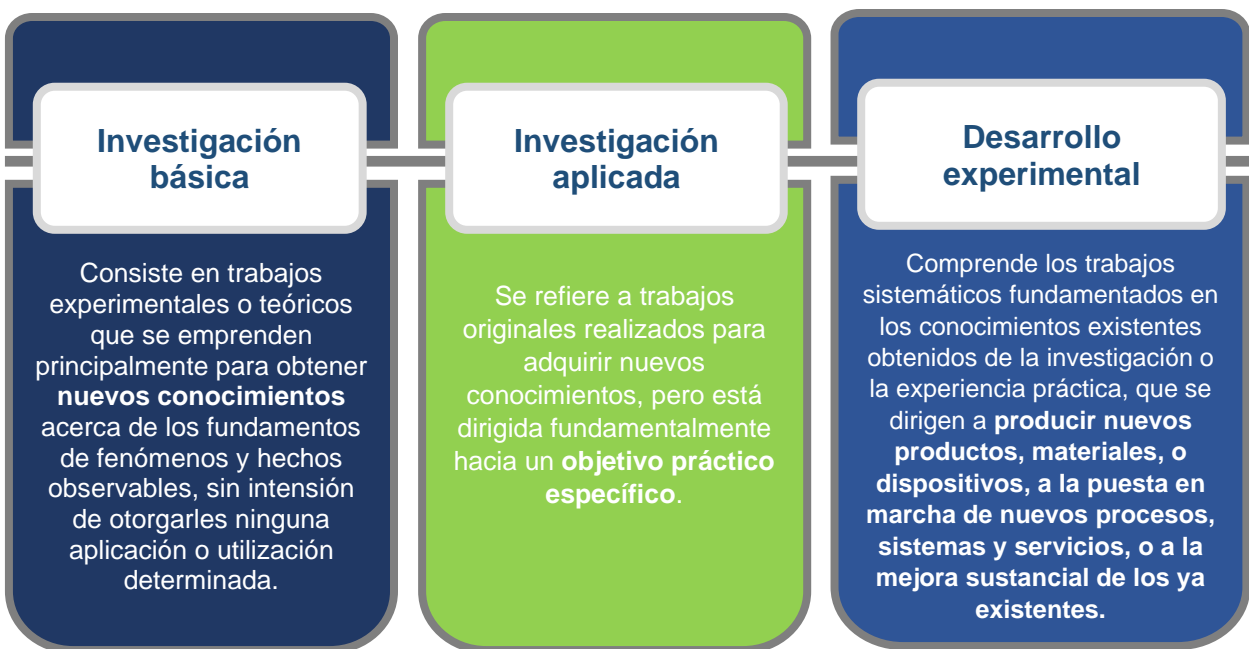 Investigación
básica
Consiste en trabajos
experimentales o teóricos
que se emprenden
principalmente para obtener
nuevos conocimientos
acerca de los fundamentos
de fenómenos y hechos
observables, sin intensión
de otorgarles ninguna
aplicación o utilización
determinada.
Investigación
aplicada
Se refiere a trabajos
originales realizados para
adquirir nuevos
conocimientos, pero está
dirigida fundamentalmente
hacia un objetivo práctico
específico.
Desarrollo
experimental
Comprende los trabajos
sistemáticos fundamentados en
los conocimientos existentes
obtenidos de la investigación o
la experiencia práctica, que se
dirigen a producir nuevos
productos, materiales, o
dispositivos, a la puesta en
marcha de nuevos procesos,
sistemas y servicios, o a la
mejora sustancial de los ya
existentes.